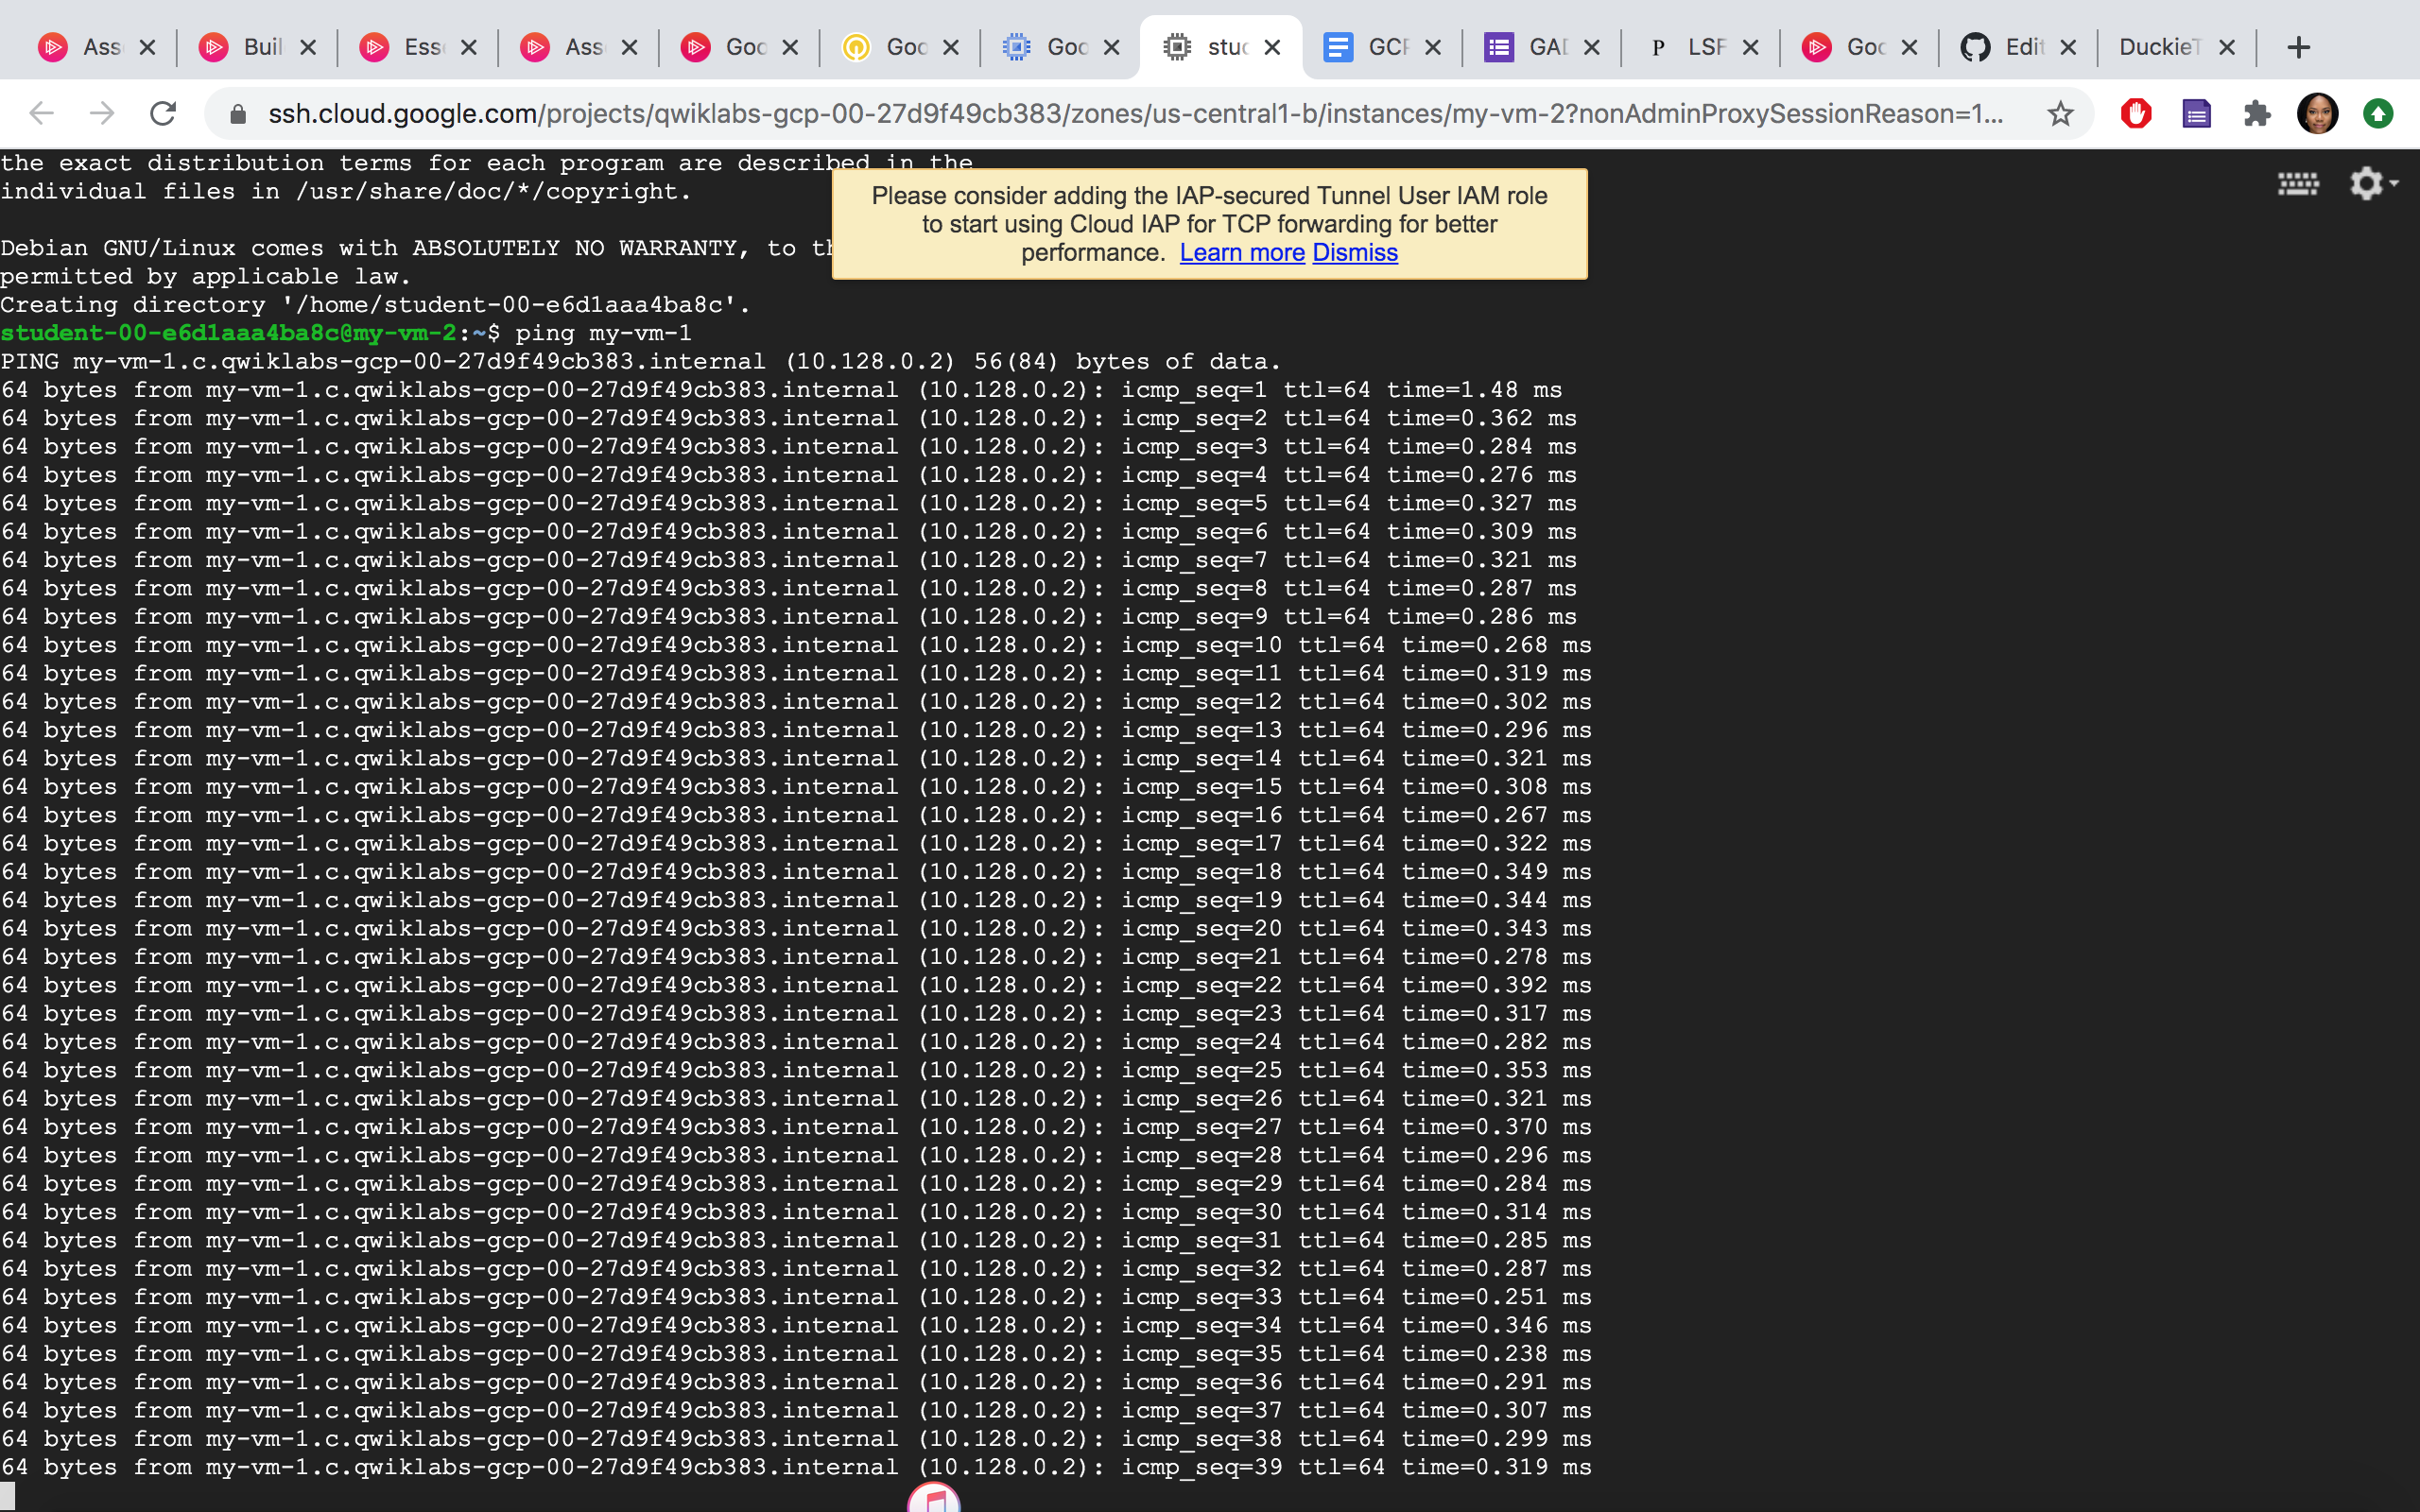 Ass
Buil
Ess
Ass
Goo
Goo
Goo
stud
GCP
GAD
P LSF
Goo
Edit
DuckieT
ssh.cloud.google.com/projects/qwiklabs-gcp-00-27d9f49cb383/zones/us-central1-b/instances/my-vm-2?nonAdminProxySessionReason=1...
the exact distribution terms for each program are described in the
individual files in /usr/share/doc/*/copyright.
Please consider adding the IAP-secured Tunnel User IAM role
to start using Cloud IAP for TCP forwarding for better
performance. Learn more Dismiss
Debian GNU/Linux comes with ABSOLUTELY NO WARRANTY, to th
permitted by applicable law.
Creating directory '/home/student-00-e6d1aaa4ba8c'.
student-00-e6d1aaa4ba8c@my-vm-2:~$ ping my-vm-1
PING my-vm-1.c.qwiklabs-gcp-00-27d9f49cb383.internal (10.128.0.2) 56(84) bytes of data.
64 bytes from my-vm-1.c.qwiklabs-gcp-00-27d9f49cb383.internal (10.128.0.2): icmp_seq=1 ttl=64 time=1.48 ms
64 bytes from my-vm-1.c.qwiklabs-gcp-00-27d9f49cb383.internal (10.128.0.2): icmp_seq=2 ttl=64 time=0.362 ms
64 bytes from my-vm-1.c.qwiklabs-gcp-00-27d9f49cb383.internal (10.128.0.2): icmp_seq=3 ttl=64 time=0.284 ms
64 bytes from my-vm-1.c.qwiklabs-gcp-00-27d9f49cb383.internal (10.128.0.2): icmp_seq=4 ttl=64 time=0.276 ms
64 bytes from my-vm-1.c.qwiklabs-gcp-00-27d9f49cb383.internal (10.128.0.2): icmp_seq=5 ttl=64 time=0.327 ms
64 bytes from my-vm-1.c.qwiklabs-gcp-00-27d9f49cb383.internal (10.128.0.2): icmp_seq=6 ttl=64 time=0.309 ms
64 bytes from my-vm-1.c.qwiklabs-gcp-00-27d9f49cb383.internal (10.128.0.2): icmp_seq=7 ttl=64 time=0.321 ms
64 bytes from my-vm-1.c.qwiklabs-gcp-00-27d9f49cb383.internal (10.128.0.2): icmp_seq=8 ttl=64 time=0.287 ms
64 bytes from my-vm-1.c.qwiklabs-gcp-00-27d9f49cb383.internal (10.128.0.2): icmp_seq=9 ttl=64 time=0.286 ms
64 bytes from my-vm-1.c.qwiklabs-gcp-00-27d9f49cb383.internal (10.128.0.2): icmp_seq=10 ttl=64 time=0.268 ms
64 bytes from my-vm-1.c.qwiklabs-gcp-00-27d9f49cb383.internal (10.128.0.2): icmp_seq=11 ttl=64 time=0.319 ms
64 bytes from my-vm-1.c.qwiklabs-gcp-00-27d9f49cb383.internal (10.128.0.2): icmp_seq=12 ttl=64 time=0.302 ms
64 bytes from my-vm-1.c.qwiklabs-gcp-00-27d9f49cb383.internal (10.128.0.2): icmp_seq=13 ttl=64 time=0.296 ms
64 bytes from my-vm-1.c.qwiklabs-gcp-00-27d9f49cb383.internal (10.128.0.2): icmp_seq=14 ttl=64 time=0.321 ms
64 bytes from my-vm-1.c.qwiklabs-gcp-00-27d9f49cb383.internal (10.128.0.2): icmp_seq=15 ttl=64 time=0.308 ms
64 bytes from my-vm-1.c.qwiklabs-gcp-00-27d9f49cb383.internal (10.128.0.2): icmp_seq=16 ttl=64 time=0.267 ms
64 bytes from my-vm-1.c.qwiklabs-gcp-00-27d9f49cb383.internal (10.128.0.2): icmp_seq=17 ttl=64 time=0.322 ms
64 bytes from my-vm-1.c.qwiklabs-gcp-00-27d9f49cb383.internal (10.128.0.2): icmp_seq=18 ttl=64 time=0.349 ms
64 bytes from my-vm-1.c.qwiklabs-gcp-00-27d9f49cb383.internal (10.128.0.2): icmp_seq=19 ttl=64 time=0.344 ms
64 bytes from my-vm-1.c.qwiklabs-gcp-00-27d9f49cb383.internal (10.128.0.2): icmp_seq=20 ttl=64 time=0.343 ms
64 bytes from my-vm-1.c.qwiklabs-gcp-00-27d9f49cb383.internal (10.128.0.2): icmp_seq=21 ttl=64 time=0.278 ms
64 bytes from my-vm-1.c.qwiklabs-gcp-00-27d9f49cb383.internal (10.128.0.2): icmp_seq=22 ttl=64 time=0.392 ms
64 bytes from my-vm-1.c.qwiklabs-gcp-00-27d9f49cb383.internal (10.128.0.2): icmp_seq=23 ttl=64 time=0.317 ms
64 bytes from my-vm-1.c.qwiklabs-gcp-00-27d9f49cb383.internal (10.128.0.2): icmp_seq=24 ttl=64 time=0.282 ms
64 bytes from my-vm-1.c.qwiklabs-gcp-00-27d9f49cb383.internal (10.128.0.2): icmp_seq=25 ttl=64 time=0.353 ms
64 bytes from my-vm-1.c.qwiklabs-gcp-00-27d9f49cb383.internal (10.128.0.2): icmp_seq=26 ttl=64 time=0.321 ms
64 bytes from my-vm-1.c.qwiklabs-gcp-00-27d9f49cb383.internal (10.128.0.2): icmp_seq=27 ttl=64 time=0.370 ms
64 bytes from my-vm-1.c.qwiklabs-gcp-00-27d9f49cb383.internal (10.128.0.2): icmp_seq=28 ttl=64 time=0.296 ms
64 bytes from my-vm-1.c.qwiklabs-gcp-00-27d9f49cb383.internal (10.128.0.2): icmp_seq=29 ttl=64 time=0.284 ms
64 bytes from my-vm-1.c.qwiklabs-gcp-00-27d9f49cb383.internal (10.128.0.2): icmp_seq=30 ttl=64 time=0.314 ms
64 bytes from my-vm-1.c.qwiklabs-gcp-00-27d9f49cb383.internal (10.128.0.2): icmp_seq=31 ttl=64 time=0.285 ms
64 bytes from my-vm-1.c.qwiklabs-gcp-00-27d9f49cb383.internal (10.128.0.2): icmp_seq=32 ttl=64 time=0.287 ms
64 bytes from my-vm-1.c.qwiklabs-gcp-00-27d9f49cb383.internal (10.128.0.2): icmp_seq=33 ttl=64 time=0.251 ms
64 bytes from my-vm-1.c.qwiklabs-gcp-00-27d9f49cb383.internal (10.128.0.2): icmp_seq=34 ttl=64 time=0.346 ms
64 bytes from my-vm-1.c.qwiklabs-gcp-00-27d9f49cb383.internal (10.128.0.2): icmp_seq=35 ttl=64 time=0.238 ms
64 bytes from my-vm-1.c.qwiklabs-gcp-00-27d9f49cb383.internal (10.128.0.2): icmp_seq=36 ttl=64 time=0.291 ms
64 bytes from my-vm-1.c.qwiklabs-gcp-00-27d9f49cb383.internal (10.128.0.2): icmp_seq=37 ttl=64 time=0.307 ms
64 bytes from my-vm-1.c.qwiklabs-gcp-00-27d9f49cb383.internal (10.128.0.2): icmp_seq=38 ttl=64 time=0.299 ms
64 bytes from my-vm-1.c.qwiklabs-gcp-00-27d9f49cb383.internal (10.128.0.2): icmp_seq=39 ttl=64 time=0.319 ms